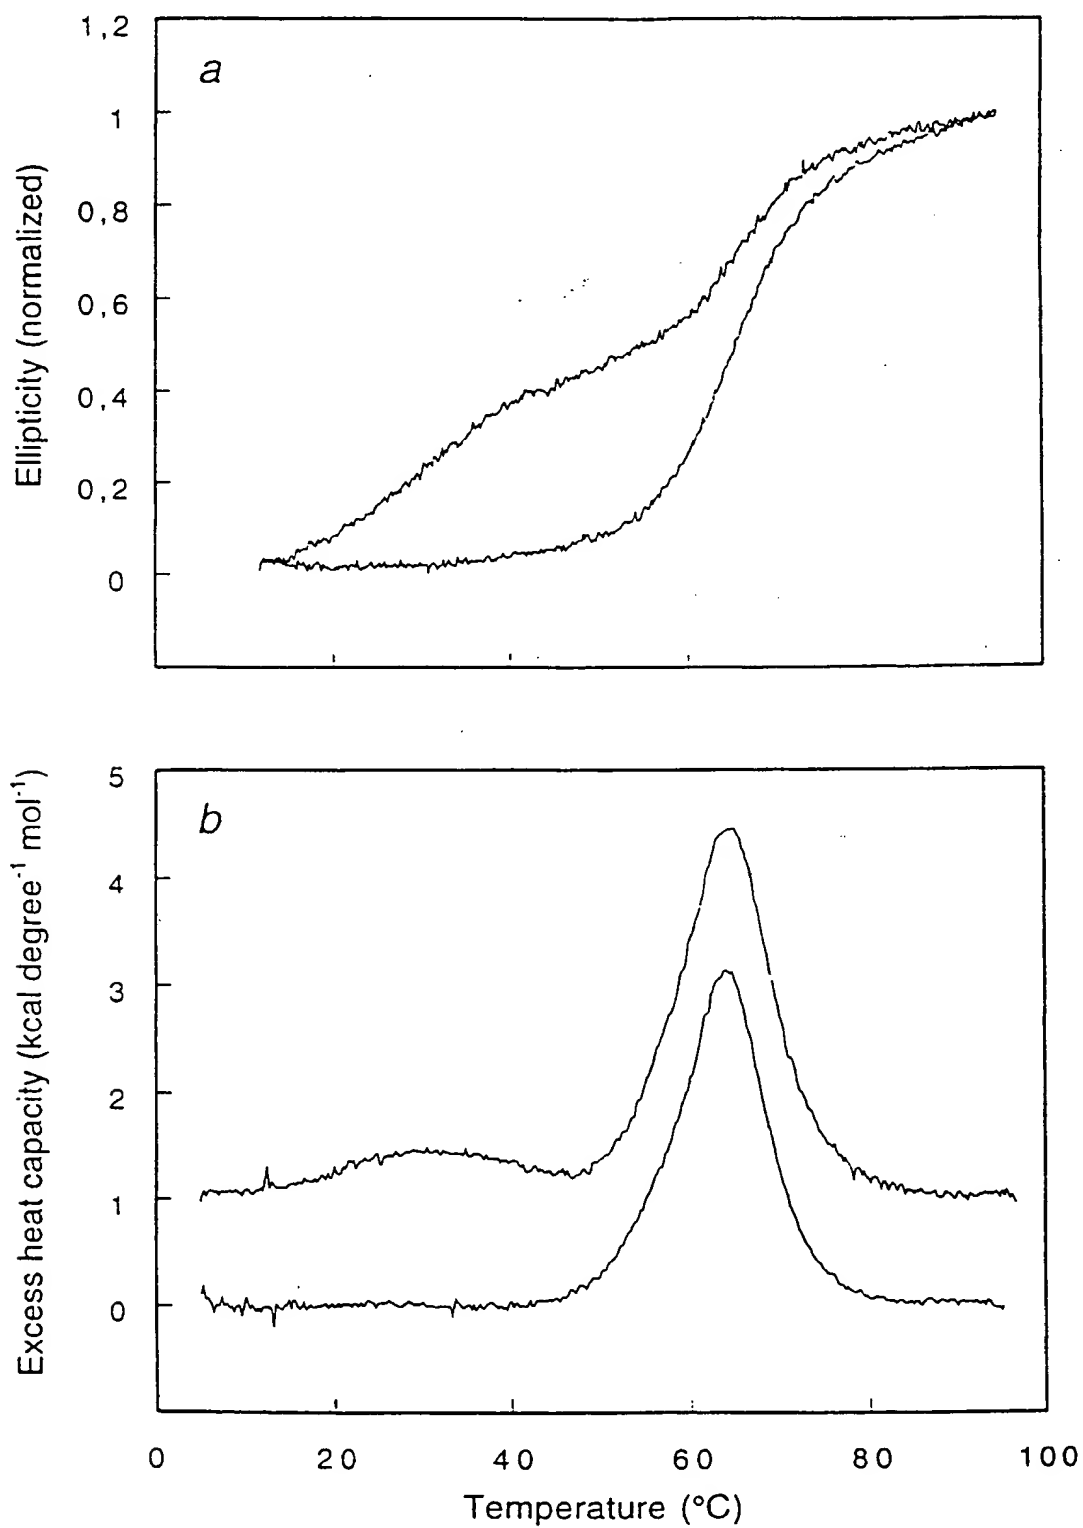 1,2
a
1
0,8
0,6
0,4
0,2
0
Ellipticity (normalized)
5
b
4
3
2
1
0
Excess heat capacity (kcal degree⁻¹ mol⁻¹)
0 20 40 60 80 100
Temperature (°C)